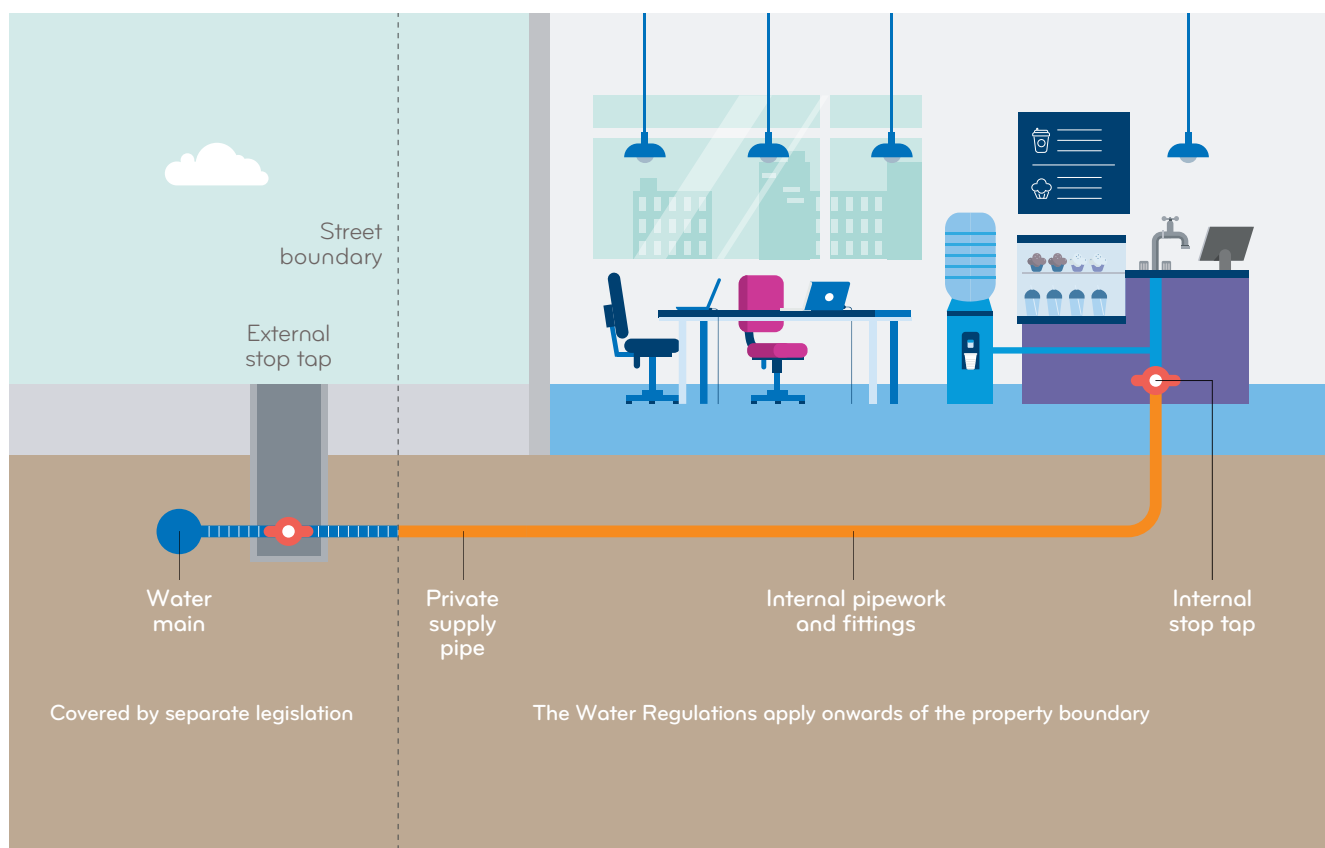 Street
boundary
External
stop tap
Water
main
Private
supply
pipe
Internal pipework
and fittings
Internal
stop tap
Covered by separate legislation
The Water Regulations apply onwards of the property boundary